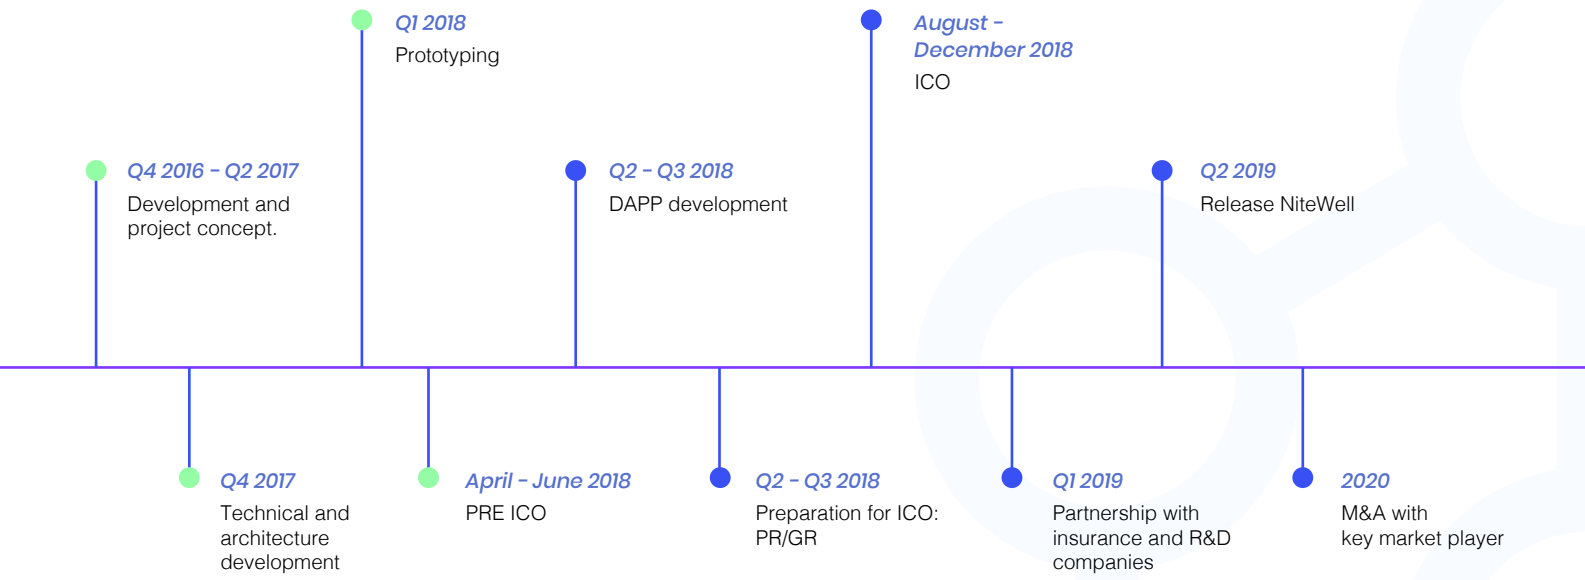 Q1 2018
Prototyping
August -
December 2018
ICO
Q4 2016 - Q2 2017
Development and
project concept.
Q2 - Q3 2018
DAPP development
Q2 2019
Release NiteWell
Q4 2017
Technical and
architecture
development
April - June 2018
PRE ICO
Q2 - Q3 2018
Preparation for ICO:
PR/GR
Q1 2019
Partnership with
insurance and R&D
companies
2020
M&A with
key market player